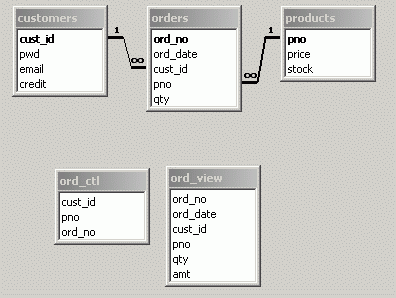 customers
cust_id
pwd
email
credit
1
∞
orders
ord_no
ord_date
cust_id
pno
qty
1
∞
products
pno
price
stock
ord_ctl
cust_id
pno
ord_no
ord_view
ord_no
ord_date
cust_id
pno
qty
amt